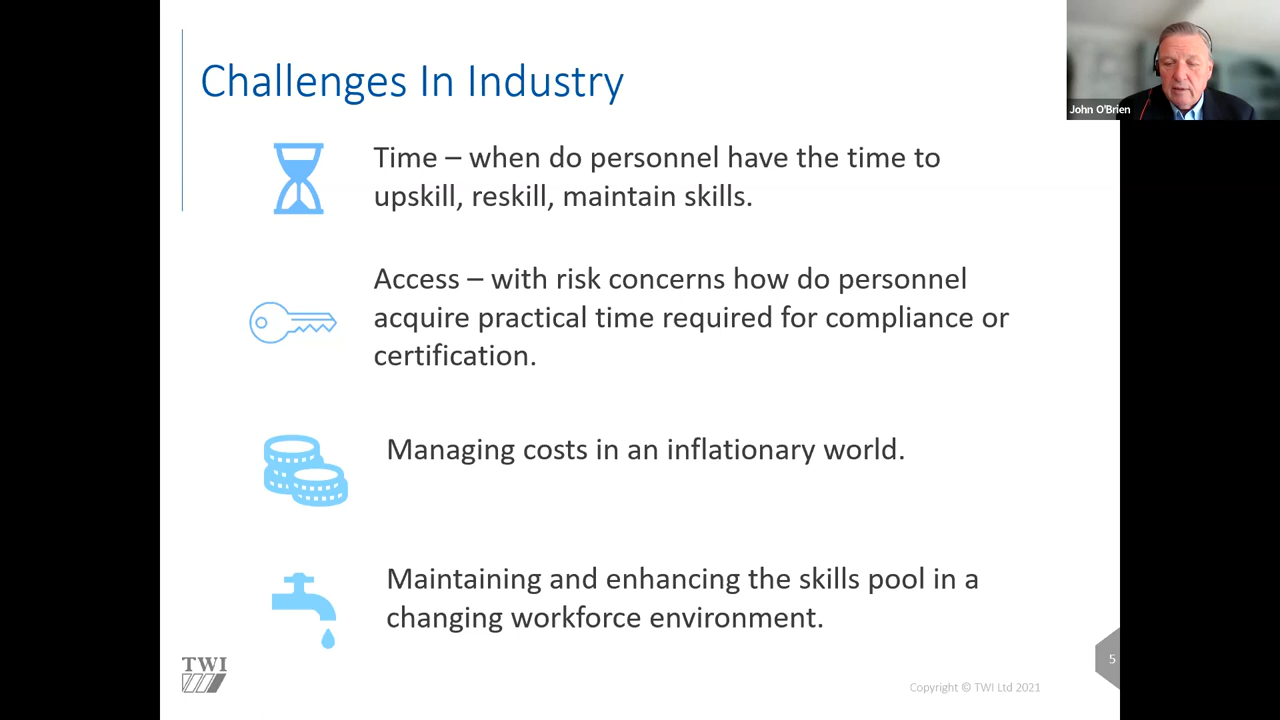 Challenges In Industry
John O'Brien
Time – when do personnel have the time to
upskill, reskill, maintain skills.
Access – with risk concerns how do personnel
acquire practical time required for compliance or
certification.
Managing costs in an inflationary world.
Maintaining and enhancing the skills pool in a
changing workforce environment.
TWI
Copyright © TWI Ltd 2021
5